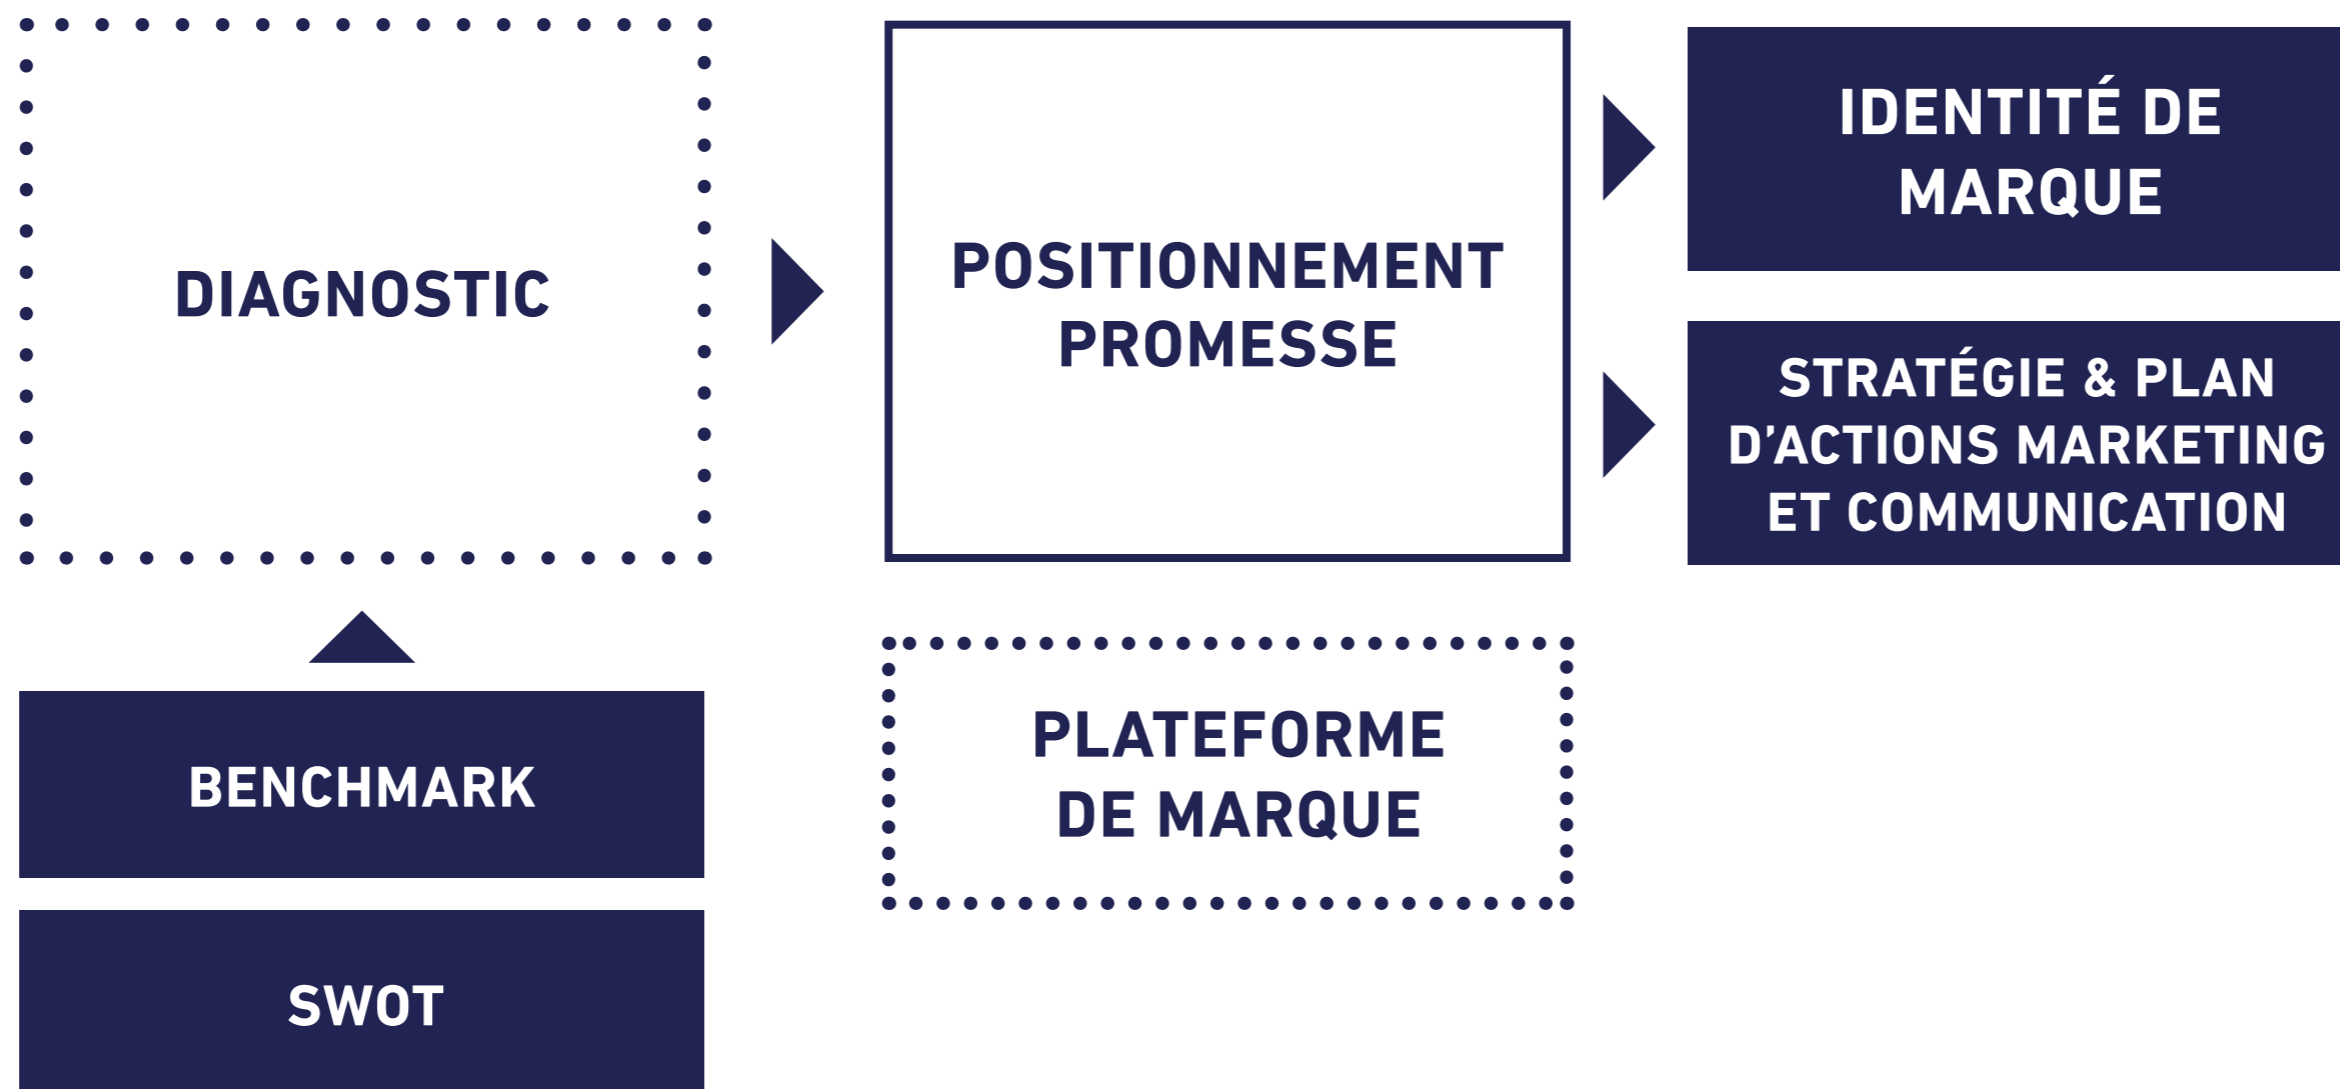 DIAGNOSTIC
POSITIONNEMENT
PROMESSE
IDENTITÉ DE
MARQUE
STRATÉGIE & PLAN
D’ACTIONS MARKETING
ET COMMUNICATION
BENCHMARK
SWOT
PLATEFORME
DE MARQUE